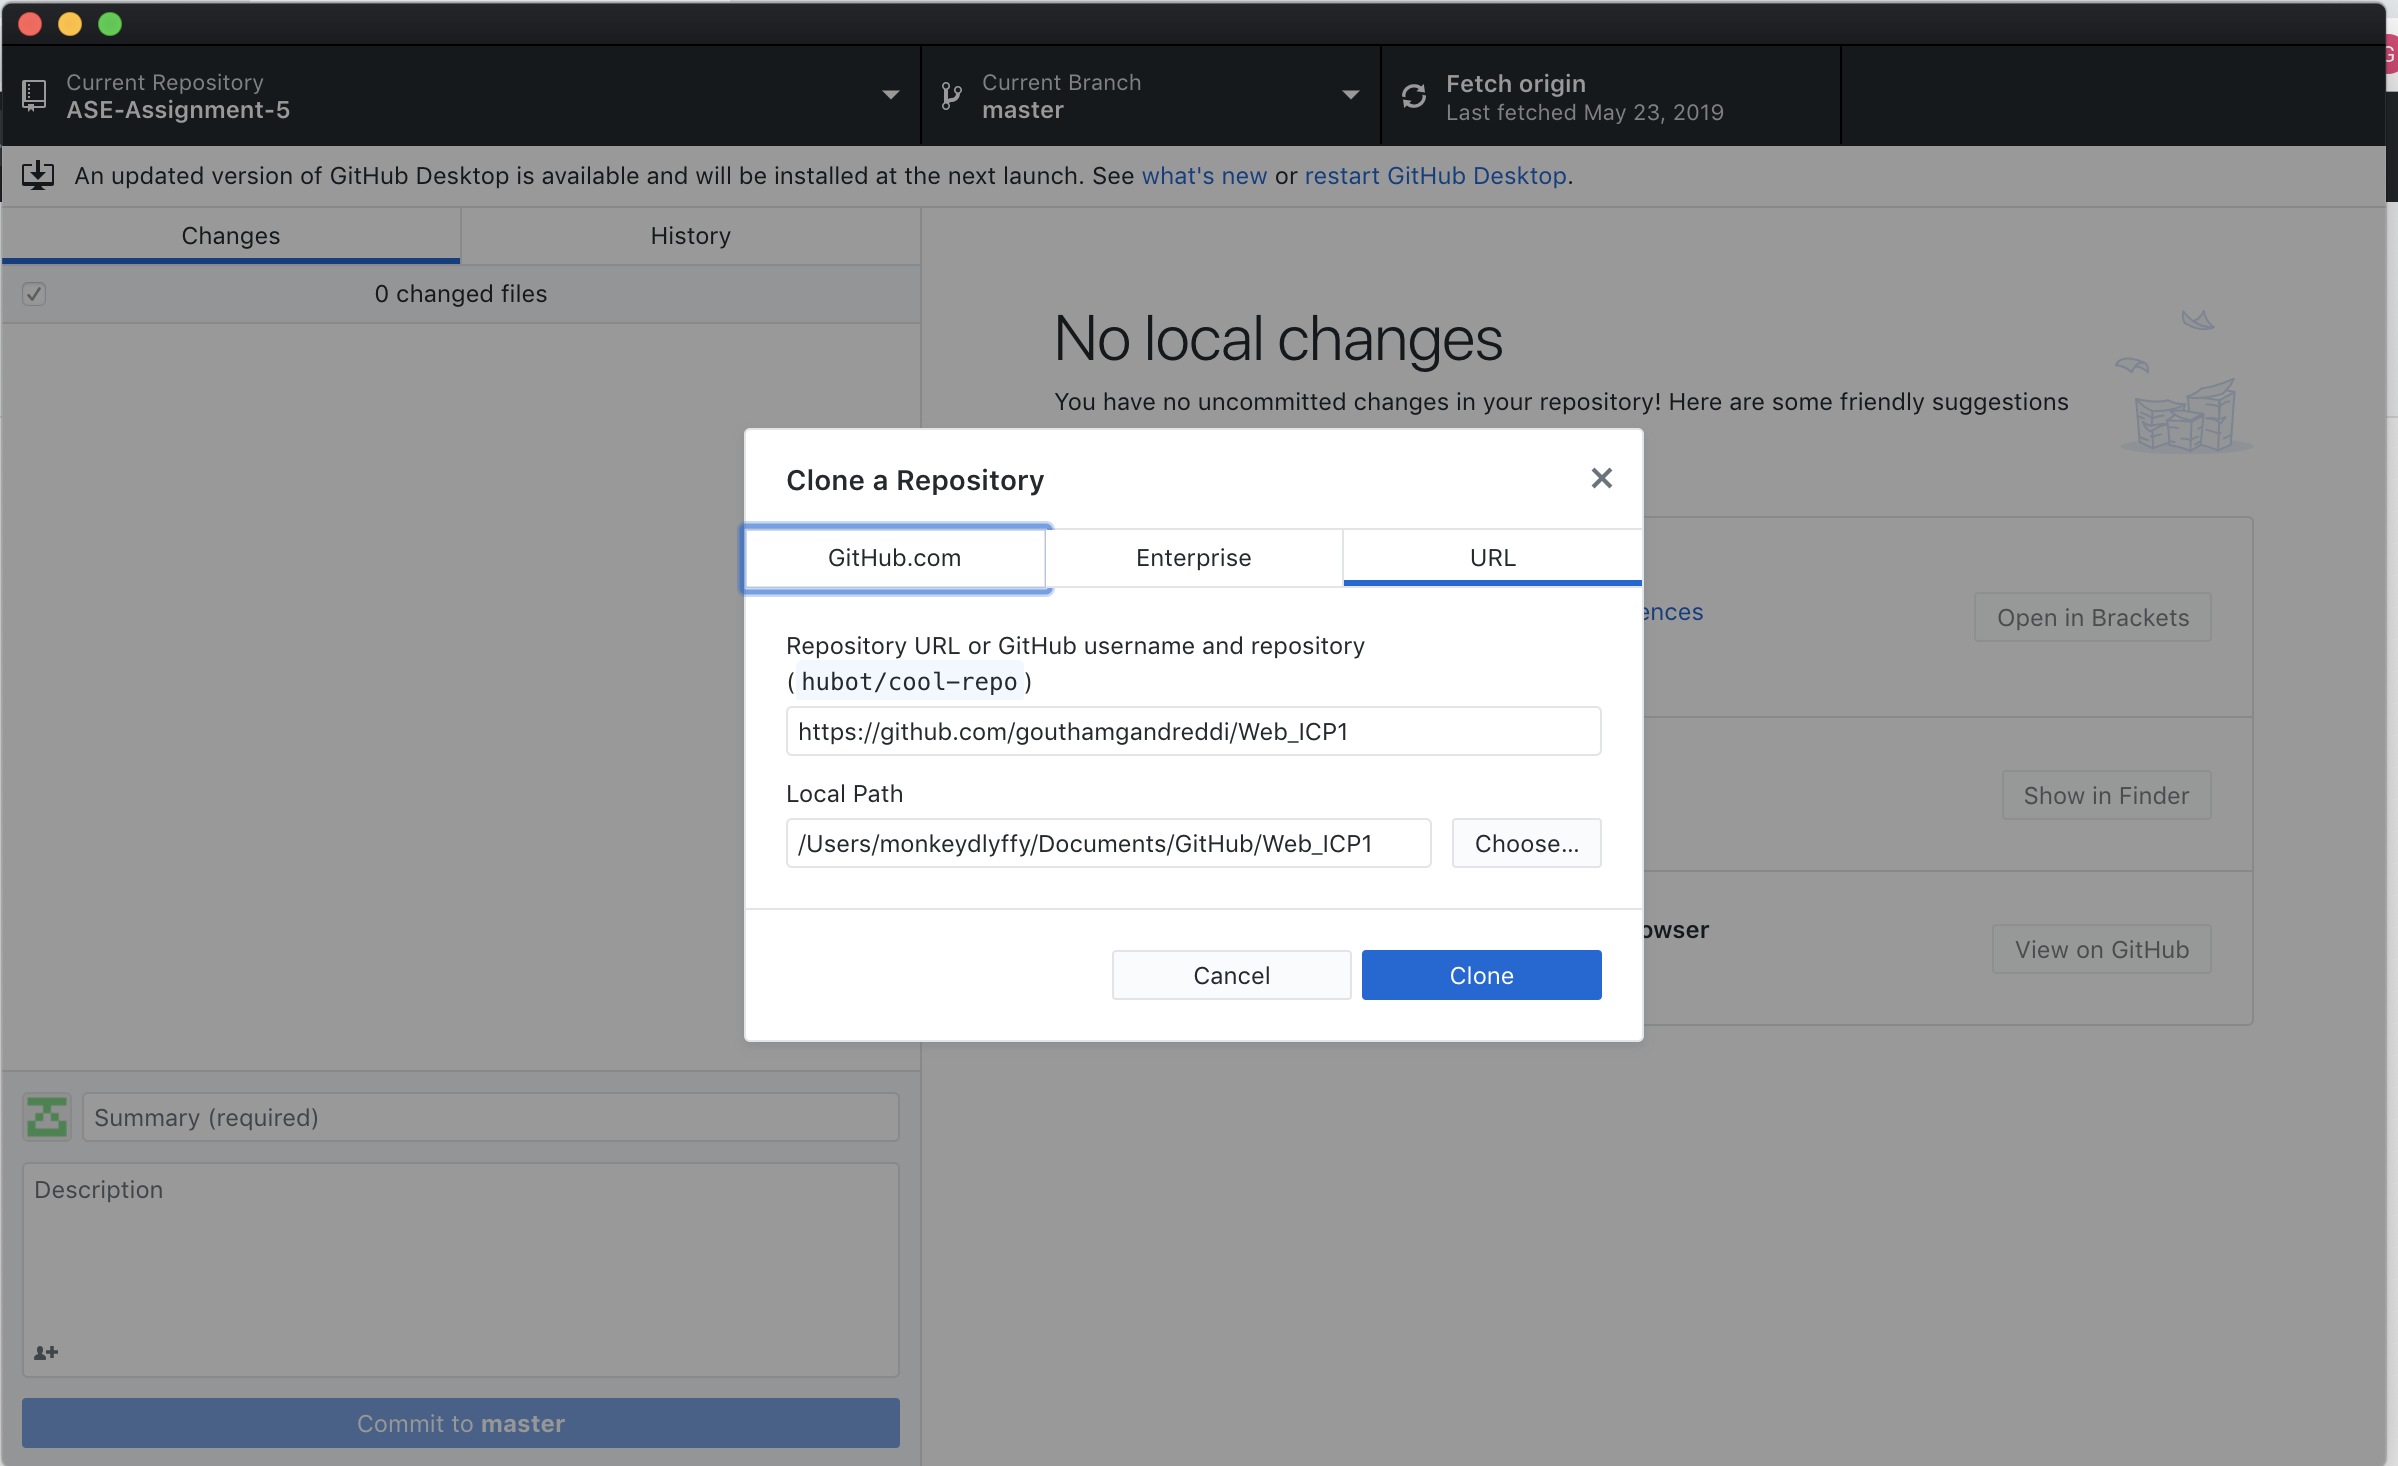 Current Repository
ASE-Assignment-5
Current Branch
master
Fetch origin
Last fetched May 23, 2019
An updated version of GitHub Desktop is available and will be installed at the next launch. See what's new or restart GitHub Desktop.
Changes
History
0 changed files
No local changes
You have no uncommitted changes in your repository! Here are some friendly suggestions
Clone a Repository
GitHub.com
Enterprise
URL
Repository URL or GitHub username and repository
(hubot/cool-repo)
https://github.com/gouthamgandreddi/Web_ICP1
Local Path
/Users/monkeydlyffy/Documents/GitHub/Web_ICP1
Choose...
Cancel
Clone
ences
Open in Brackets
Show in Finder
owser
View on GitHub
Summary (required)
Description
Commit to master
G